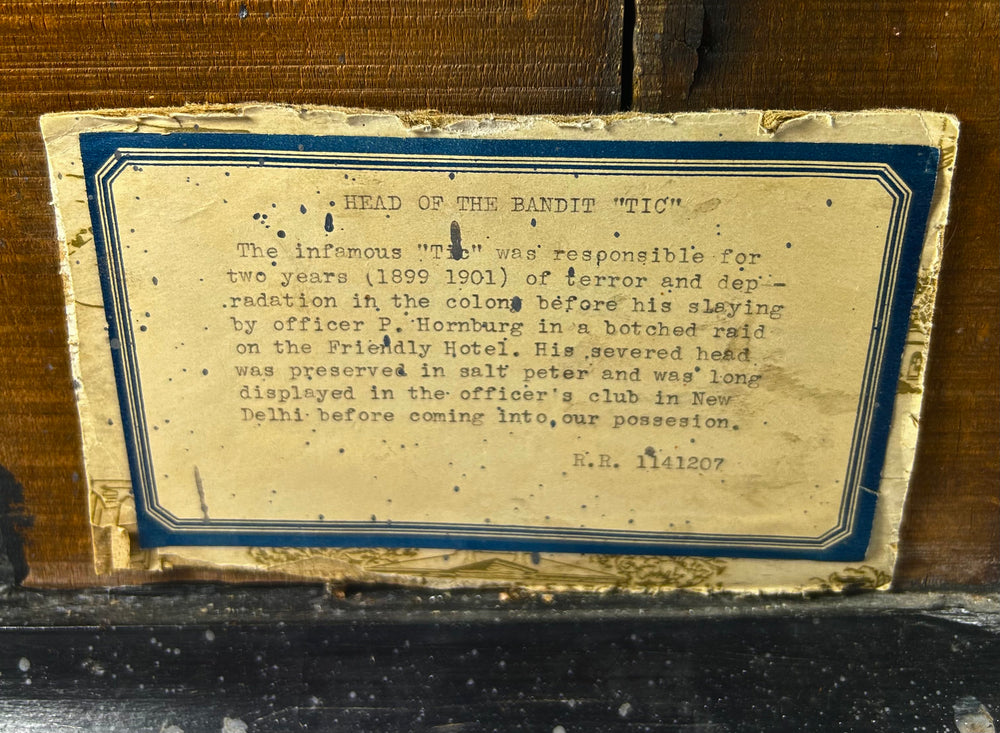 HEAD OF THE BANDIT "TIC"
The infamous "Tic" was responsible for
two years (1899 1901) of terror and dep -
radation in the colony before his slaying
by officer P. Hornburg in a botched raid
on the Friendly Hotel. His severed head
was preserved in salt peter and was long
displayed in the officer's club in New
Delhi before coming into our possesion.
R.R. 1141207